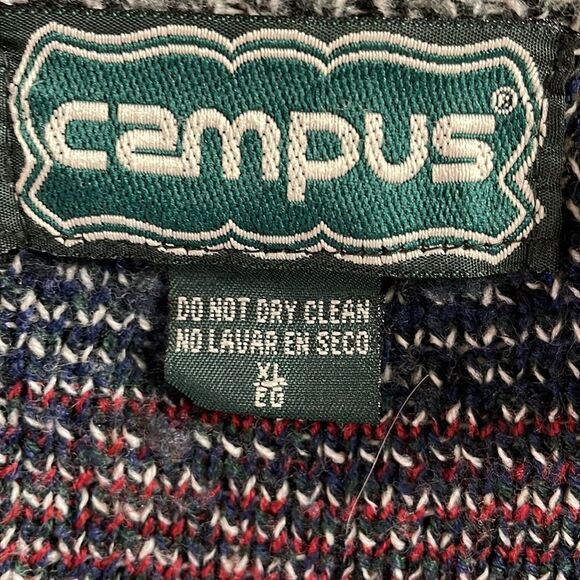 campus®
DO NOT DRY CLEAN
NO LAVAR EN SECO
XL
EG